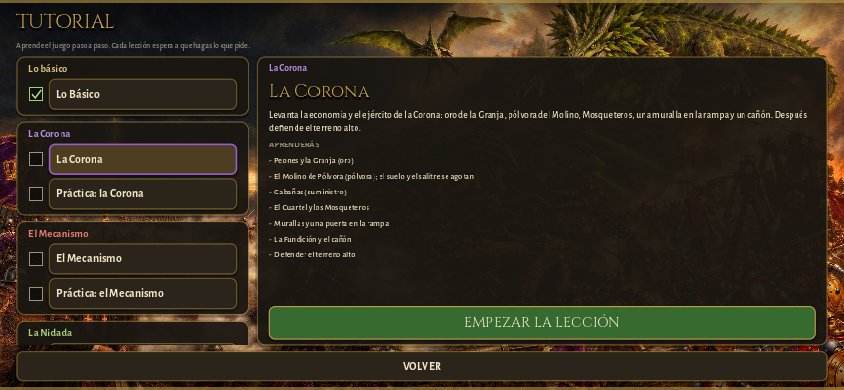 TUTORIAL
Aprende el juego paso a paso. Cada lección espera a que hagas lo que pide.
Lo básico
Lo Básico
La Corona
La Corona
Práctica: la Corona
El Mecanismo
El Mecanismo
Práctica: el Mecanismo
La Nidada
La Corona
La Corona
Levanta la economía y el ejército de la Corona: oro de la Granja, pólvora del Molino, Mosqueteros, una muralla en la rampa y un cañón. Después
defiende el terreno alto.
APRENDERÁS
- Peones y la Granja (oro)
- El Molino de Pólvora (pólvora); el suelo y el salitre se agotan
- Cabañas (suministro)
- El Cuartel y los Mosqueteros
- Murallas y una puerta en la rampa
- La Fundición y el cañón
- Defender el terreno alto
EMPEZAR LA LECCIÓN
VOLVER